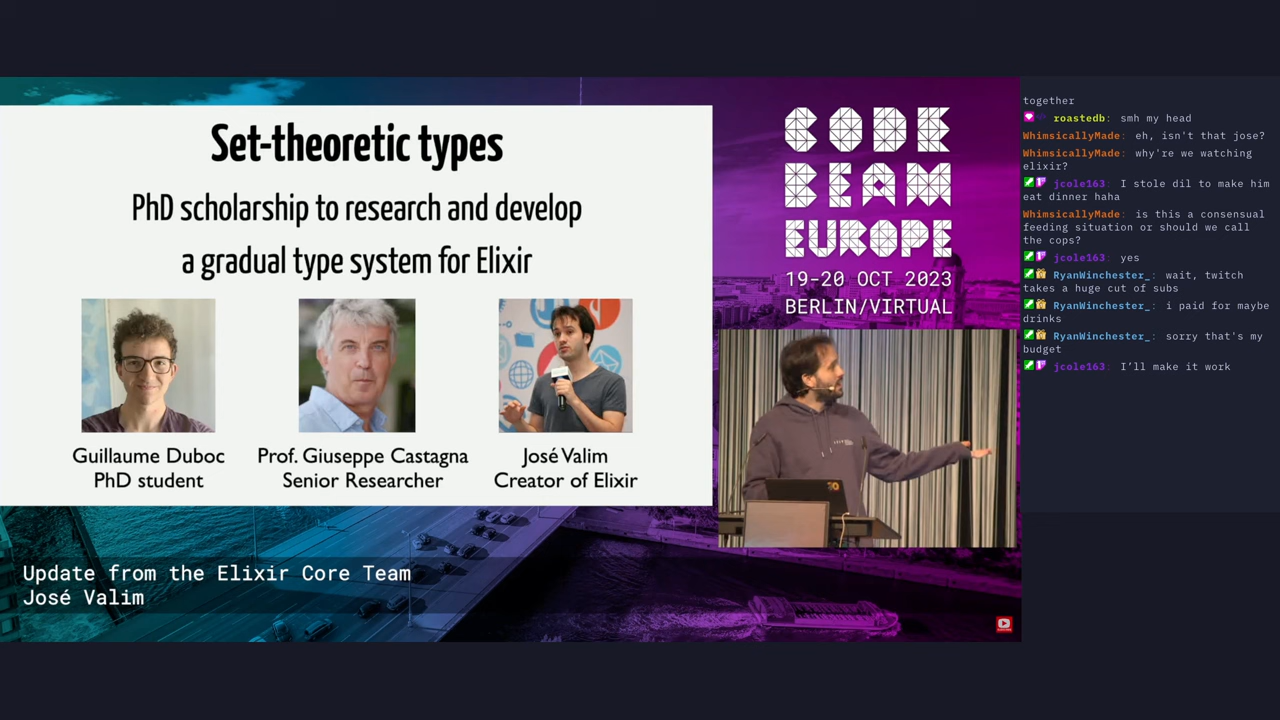 Set-theoretic types
PhD scholarship to research and develop
a gradual type system for Elixir
Guillaume Duboc
PhD student
Prof. Giuseppe Castagna
Senior Researcher
José Valim
Creator of Elixir
Update from the Elixir Core Team
José Valim
CODE
BEAM
EUROPE
19-20 OCT 2023
BERLIN/VIRTUAL
together
roastedb: smh my head
WhimsicallyMade: eh, isn't that jose?
WhimsicallyMade: why're we watching
elixir?
jcole163: I stole dil to make him
eat dinner haha
WhimsicallyMade: is this a consensual
feeding situation or should we call
the cops?
jcole163: yes
RyanWinchester_: wait, twitch
takes a huge cut of subs
RyanWinchester_: i paid for maybe
drinks
RyanWinchester_: sorry that's my
budget
jcole163: I’ll make it work